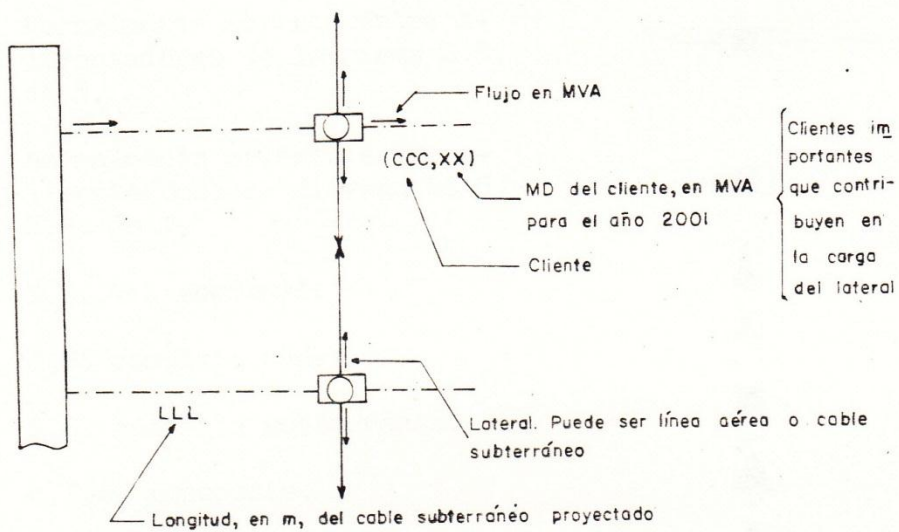 Flujo en MVA
(CCC,XX)
MD del cliente, en MVA
para el año 2001
Cliente
Clientes im
portantes
que contri-
buyen en
la carga
del lateral
LLL
Lateral. Puede ser línea aérea o cable
subterráneo
Longitud, en m, del cable subterráneo proyectado